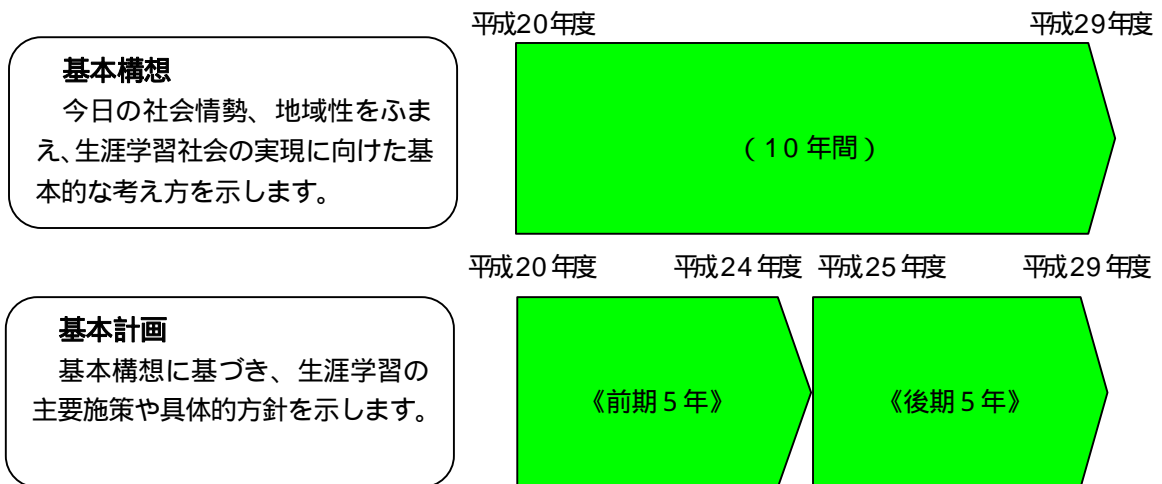 平成20年度 平成29年度
基本構想
今日の社会情勢、地域性をふま
え、生涯学習社会の実現に向けた基
本的な考え方を示します。
(10年間)
平成20年度 平成24年度 平成25年度 平成29年度
基本計画
基本構想に基づき、生涯学習の
主要施策や具体的方針を示します。
《前期5年》 《後期5年》